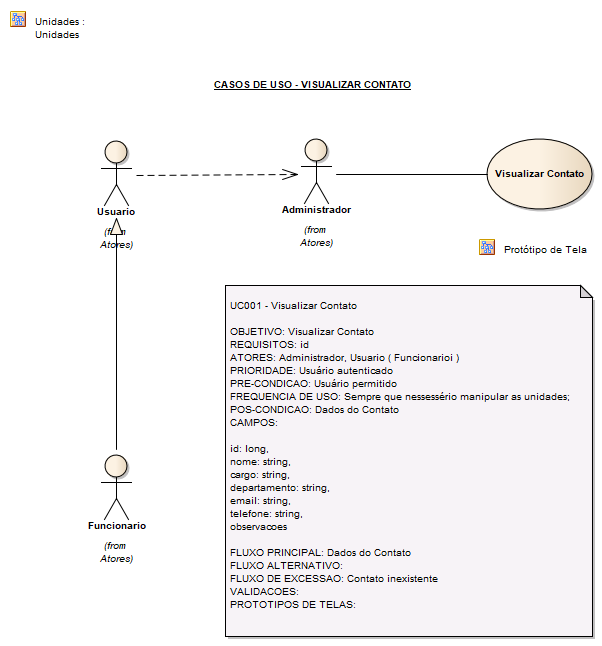 Unidades :
Unidades
CASOS DE USO - VISUALIZAR CONTATO
Usuario
(from
Atores)
Administrador
(from
Atores)
Visualizar Contato
Protótipo de Tela
UC001 - Visualizar Contato
OBJETIVO: Visualizar Contato
REQUISITOS: id
ATORES: Administrador, Usuario ( Funcionarioi )
PRIORIDADE: Usuário autenticado
PRE-CONDICAO: Usuário permitido
FREQUENCIA DE USO: Sempre que nessessério manipular as unidades;
POS-CONDICAO: Dados do Contato
CAMPOS:
id: long,
nome: string,
cargo: string,
departamento: string,
email: string,
telefone: string,
observacoes
FLUXO PRINCIPAL: Dados do Contato
FLUXO ALTERNATIVO:
FLUXO DE EXCESSAO: Contato inexistente
VALIDACOES:
PROTOTIPOS DE TELAS:
Funcionario
(from
Atores)